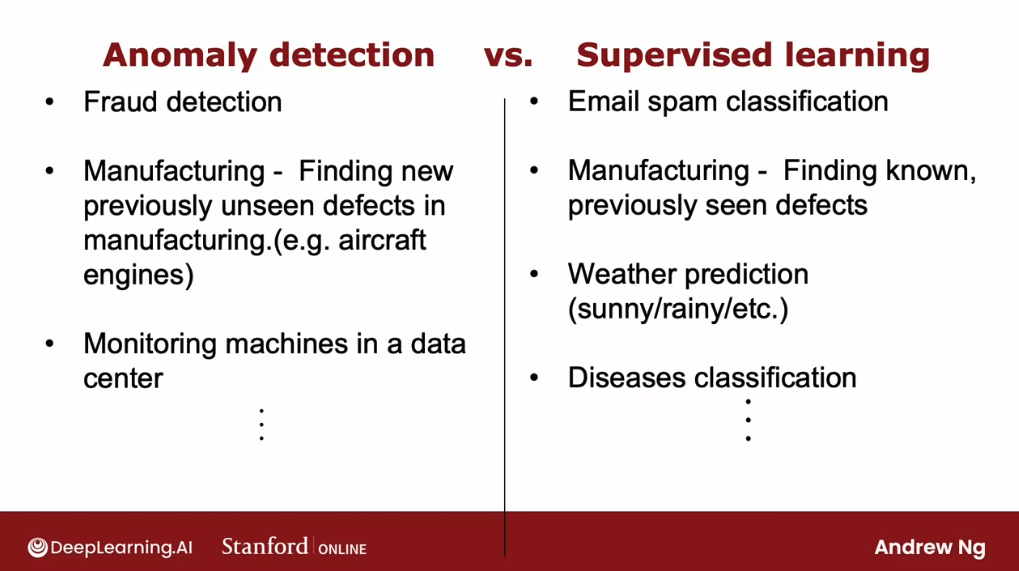 Anomaly detection vs. Supervised learning
• Fraud detection
• Manufacturing - Finding new
previously unseen defects in
manufacturing.(e.g. aircraft
engines)
• Monitoring machines in a data
center
• Email spam classification
• Manufacturing - Finding known,
previously seen defects
• Weather prediction
(sunny/rainy/etc.)
• Diseases classification
DeepLearning.AI
Stanford | ONLINE
Andrew Ng